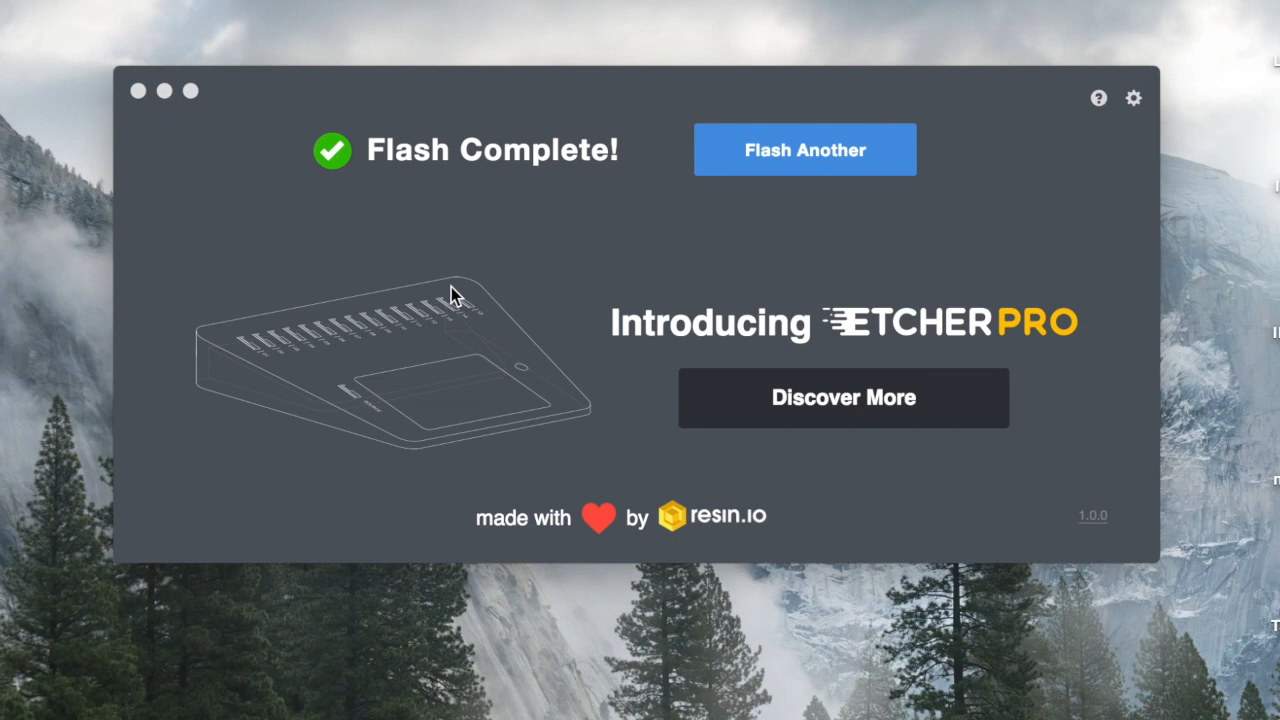 Flash Complete!
Flash Another
Introducing ETCHER PRO
Discover More
made with ❤ by resin.io
1.0.0